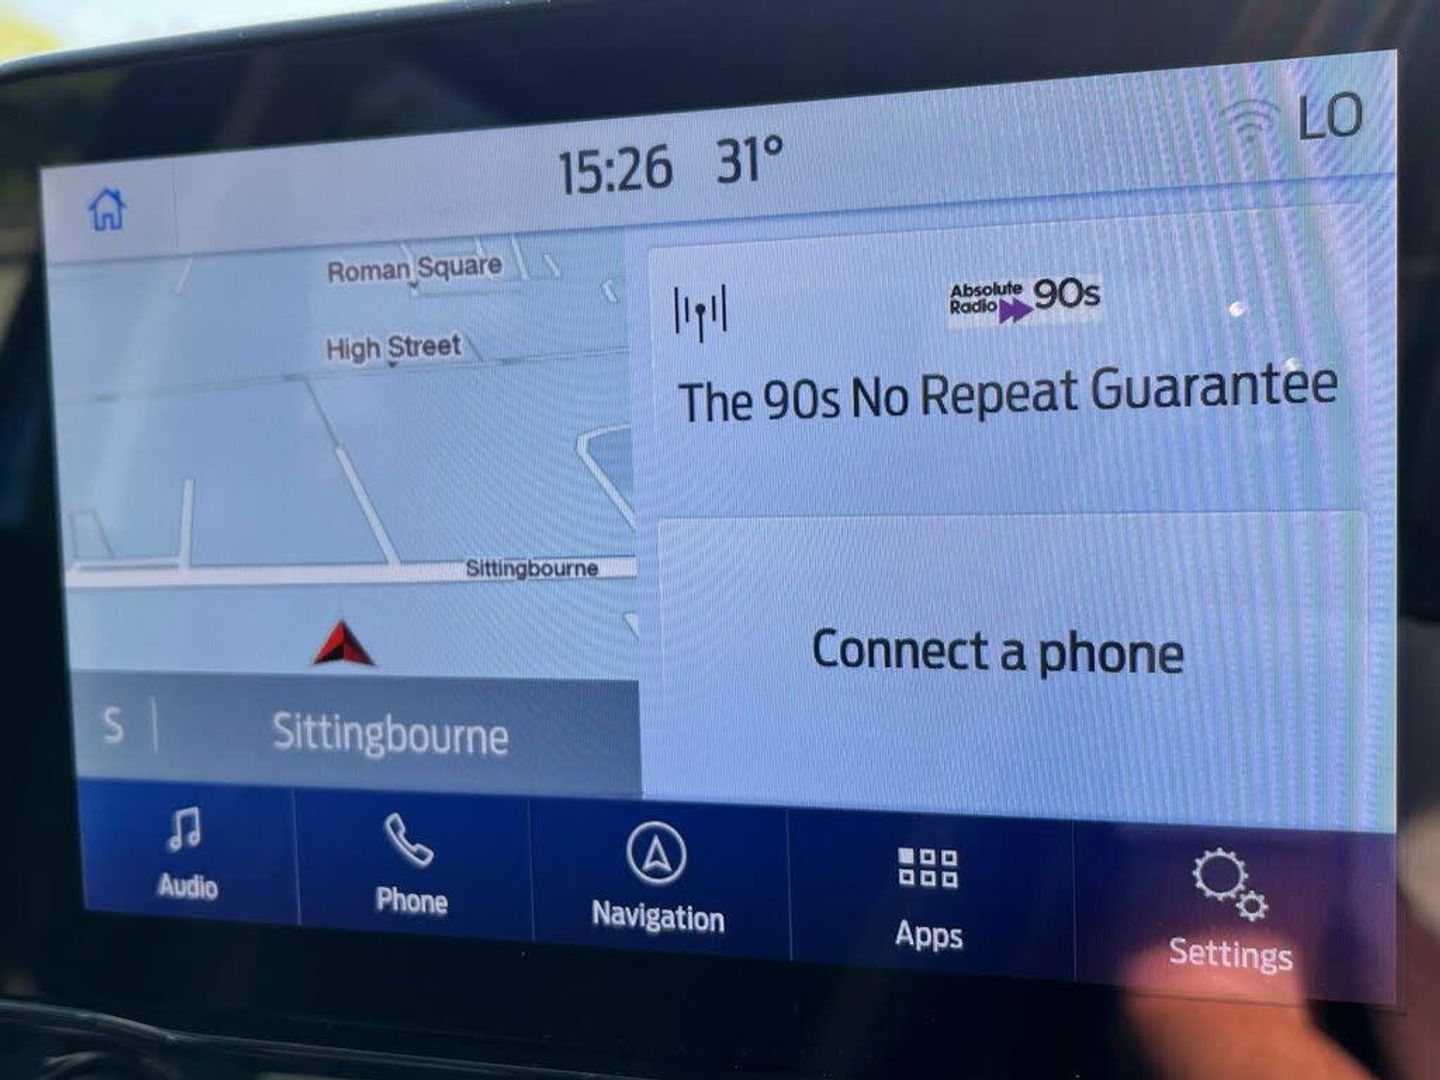 15:26 31° LO
Roman Square
High Street
Sittingbourne
S | Sittingbourne
Absolute
Radio 90s
The 90s No Repeat Guarantee
Connect a phone
Audio
Phone
Navigation
Apps
Settings